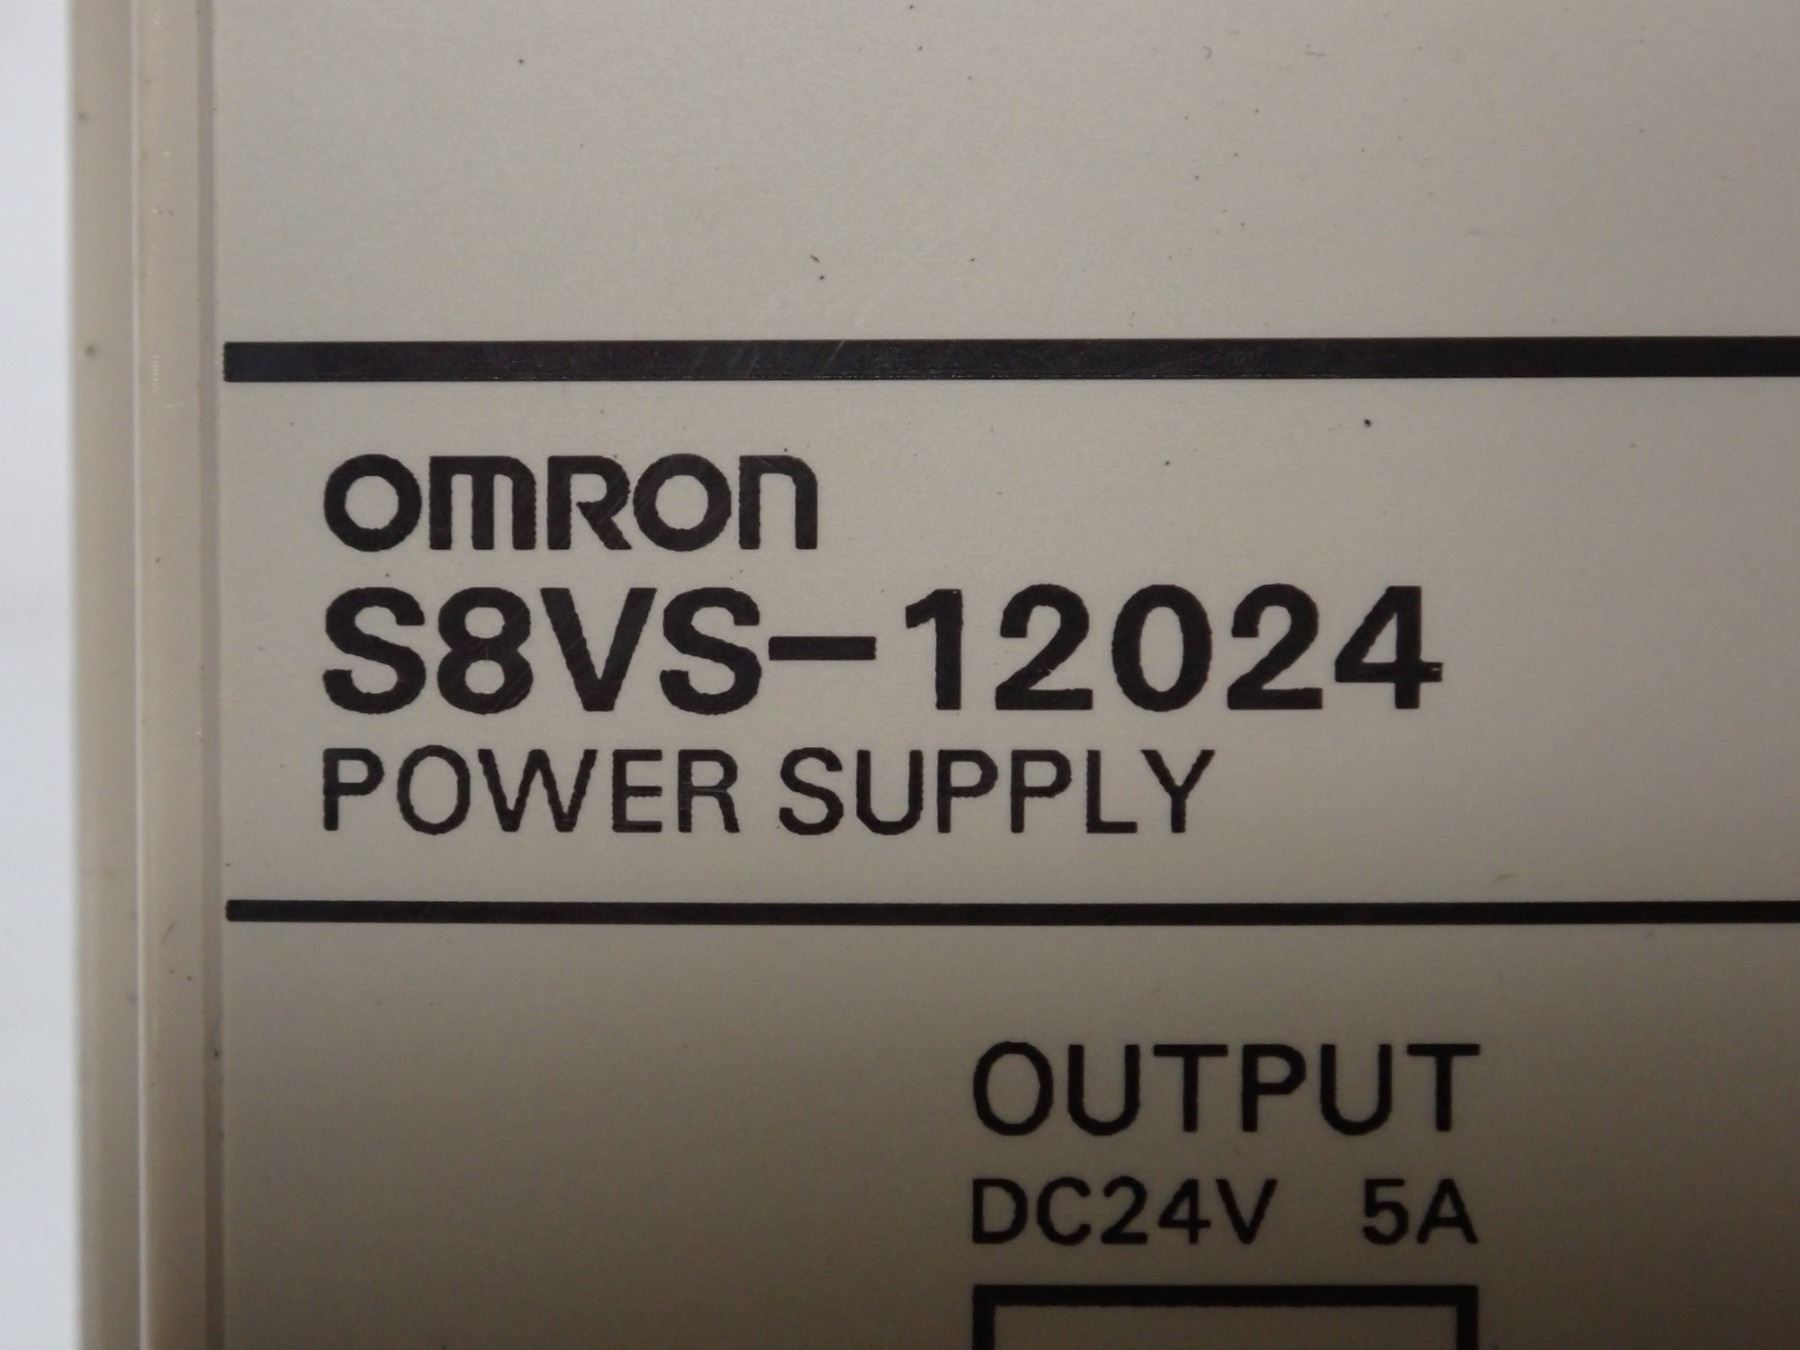 OMRON
S8VS-12024
POWER SUPPLY
OUTPUT
DC24V 5A